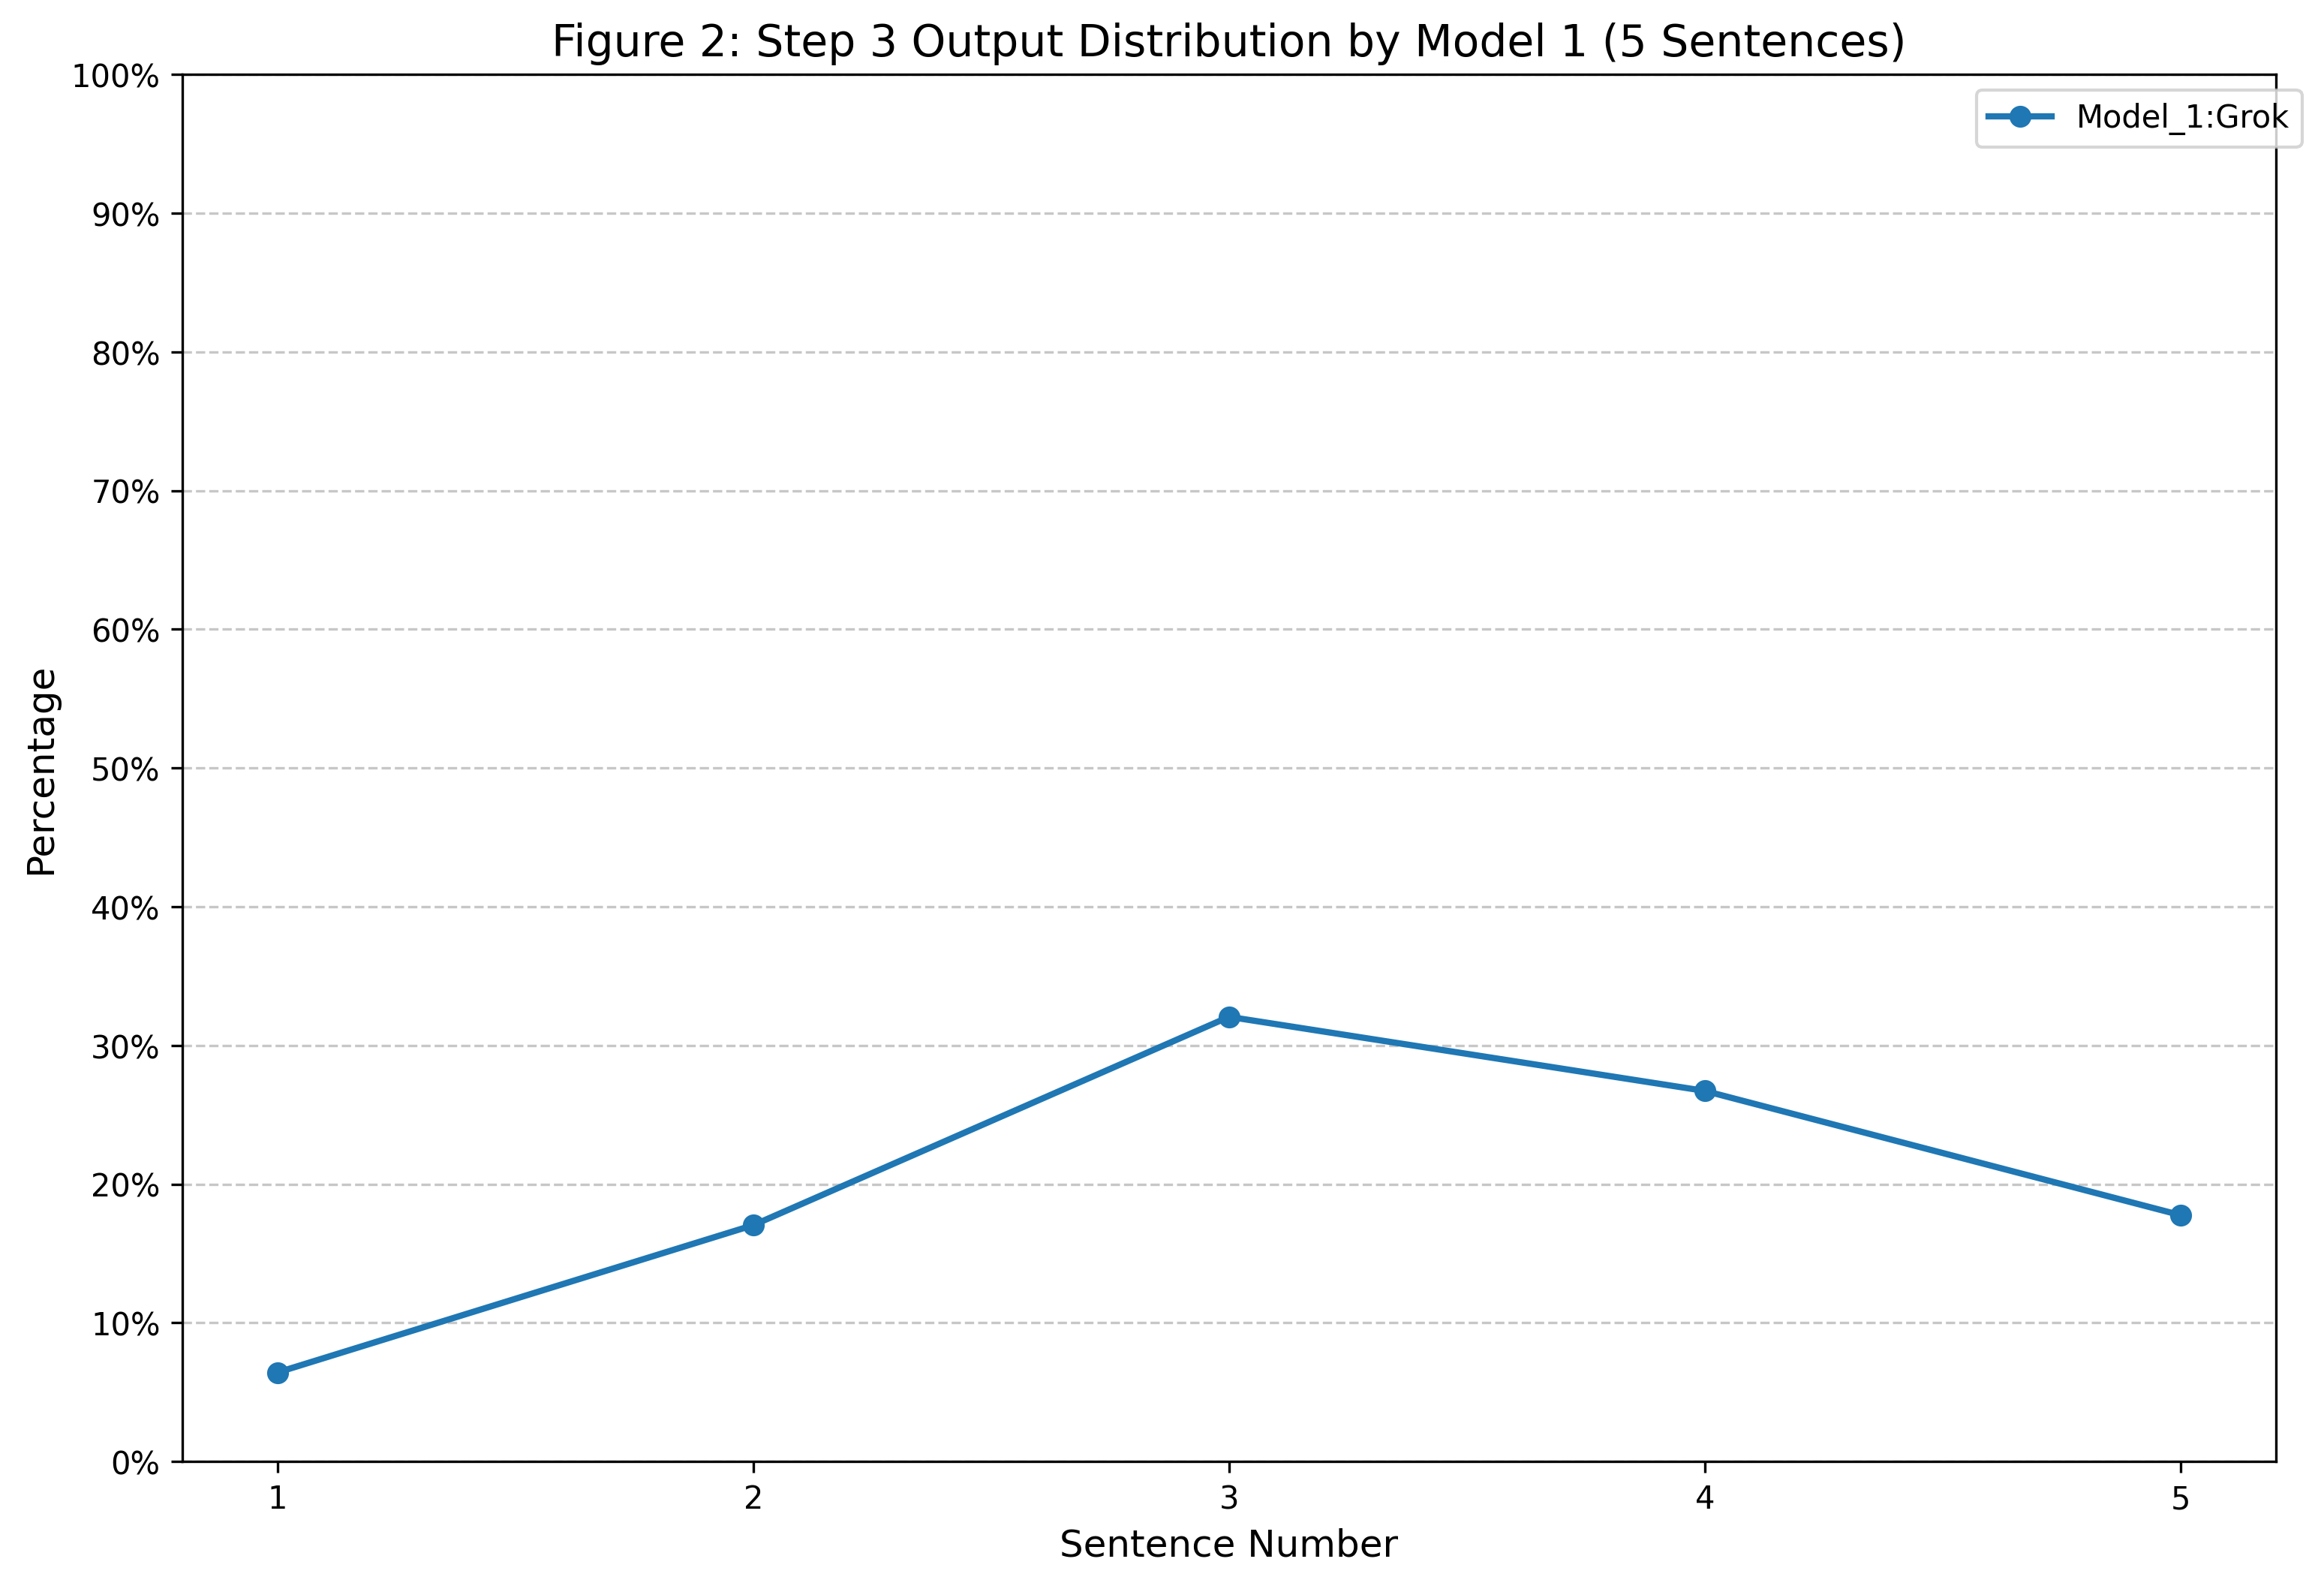 Figure 2: Step 3 Output Distribution by Model 1 (5 Sentences)
Model_1:Grok
100%
90%
80%
70%
60%
50%
40%
30%
20%
10%
0%
Percentage
1 2 3 4 5
Sentence Number